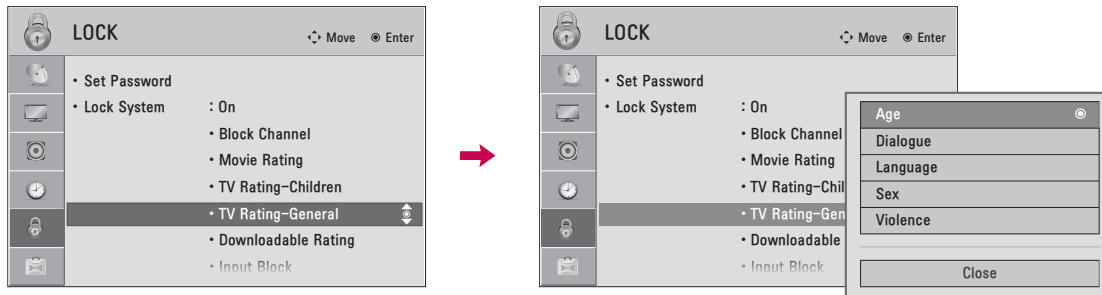 LOCK
Move
Enter
• Set Password
• Lock System : On
• Block Channel
• Movie Rating
• TV Rating-Children
• TV Rating-General
• Downloadable Rating
• Input Block
LOCK
Move
Enter
• Set Password
• Lock System : On
• Block Channel
• Movie Rating
• TV Rating-Chil
• TV Rating-Gen
• Downloadable
• Input Block
Age
Dialogue
Language
Sex
Violence
Close